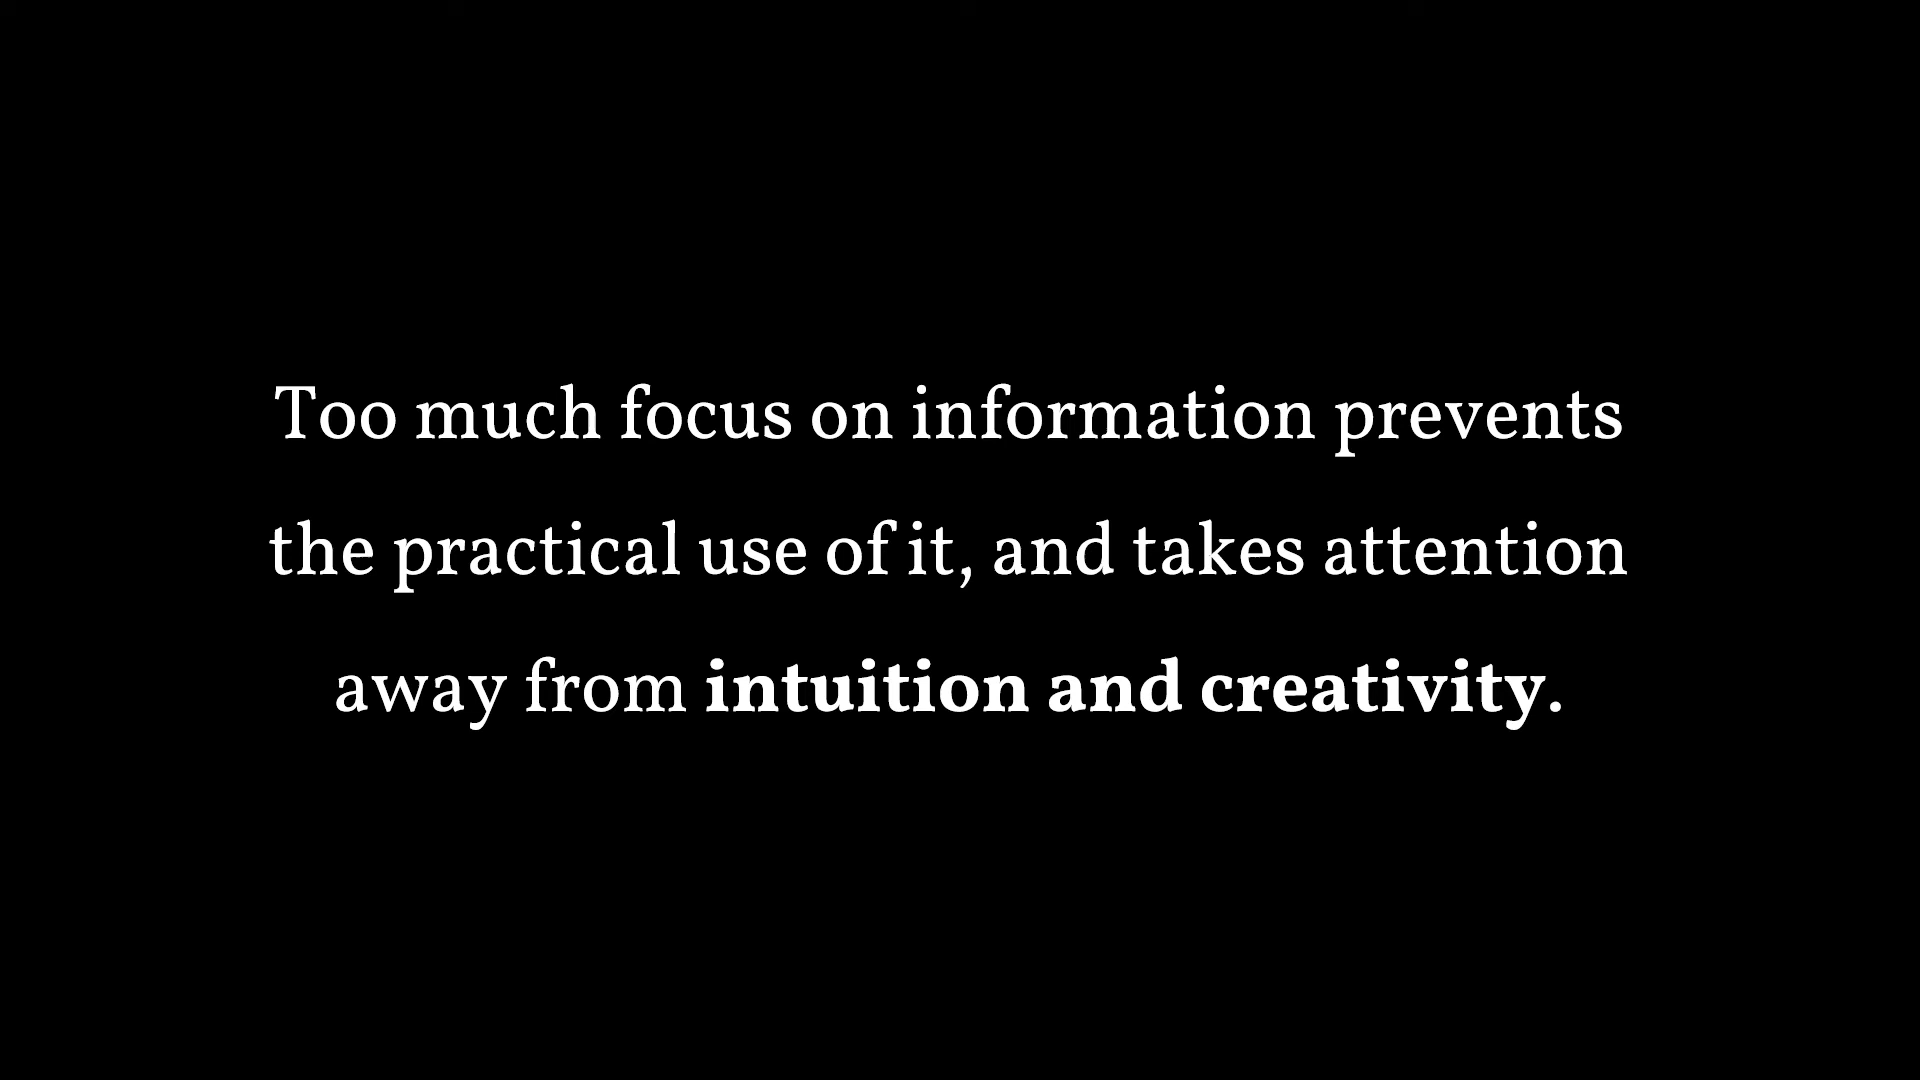 Too much focus on information prevents
the practical use of it, and takes attention
away from intuition and creativity.